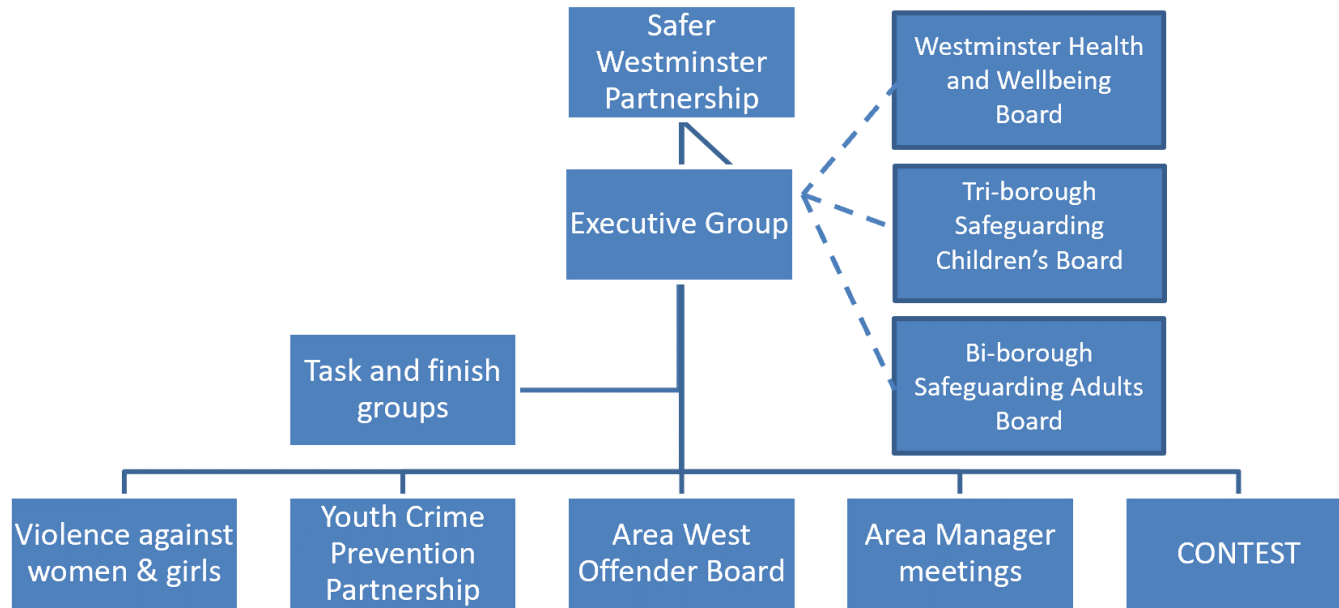 Safer
Westminster
Partnership
Westminster Health
and Wellbeing
Board
Executive Group
Tri-borough
Safeguarding
Children’s Board
Task and finish
groups
Bi-borough
Safeguarding Adults
Board
Violence against
women & girls
Youth Crime
Prevention
Partnership
Area West
Offender Board
Area Manager
meetings
CONTEST